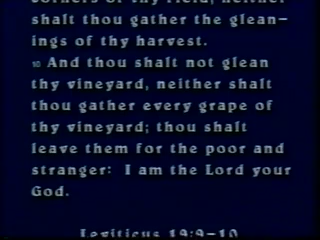 corners of thy field, neither
shalt thou gather the glean-
ings of thy harvest.
10 And thou shalt not glean
thy vineyard, neither shalt
thou gather every grape of
thy vineyard; thou shalt
leave them for the poor and
stranger: I am the Lord your
God.
Leviticus 19:9-10